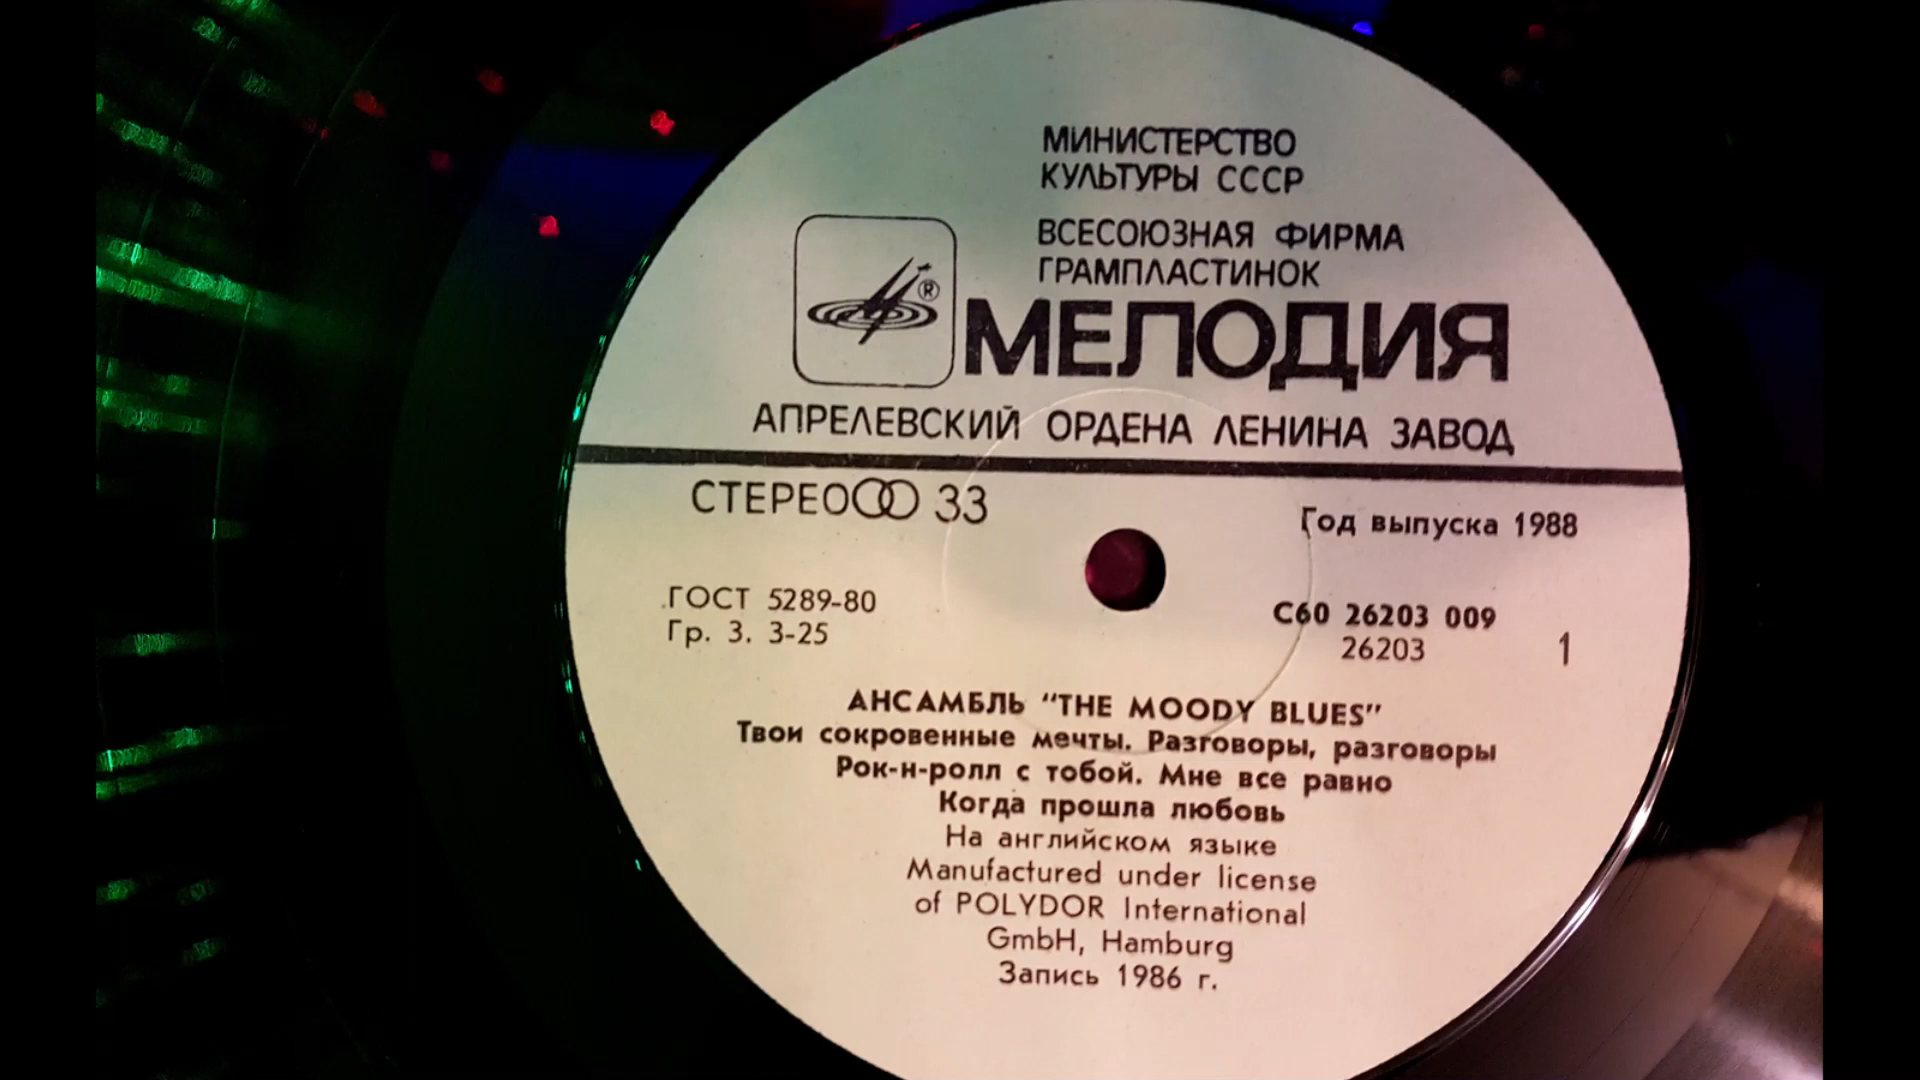 МИНИСТЕРСТВО
КУЛЬТУРЫ СССР
ВСЕСОЮЗНАЯ ФИРМА
ГРАМПЛАСТИНОК
®
МЕЛОДИЯ
АПРЕЛЕВСКИЙ ОРДЕНА ЛЕНИНА ЗАВОД
СТЕРЕО 33
Год выпуска 1988
ГОСТ 5289-80
Гр. 3. 3-25
С60 26203 009
26203
1
АНСАМБЛЬ "THE MOODY BLUES"
Твои сокровенные мечты. Разговоры, разговоры
Рок-н-ролл с тобой. Мне все равно
Когда прошла любовь
На английском языке
Manufactured under license
of POLYDOR International
GmbH, Hamburg
Запись 1986 г.